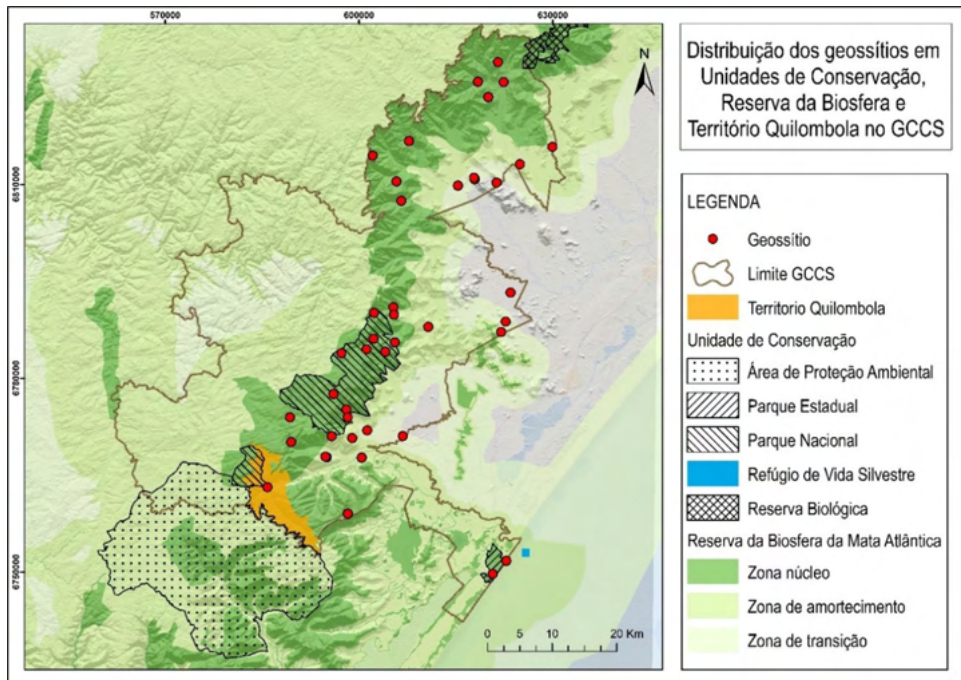 570000
600000
630000
Distribuição dos geossítios em
Unidades de Conservação,
Reserva da Biosfera e
Território Quilombola no GCCS
N
6810000
6780000
6750000
LEGENDA
Geossítio
Limite GCCS
Territorio Quilombola
Unidade de Conservação
Área de Proteção Ambiental
Parque Estadual
Parque Nacional
Refúgio de Vida Silvestre
Reserva Biológica
Reserva da Biosfera da Mata Atlântica
Zona núcleo
Zona de amortecimento
Zona de transição
0 5 10 20 Km